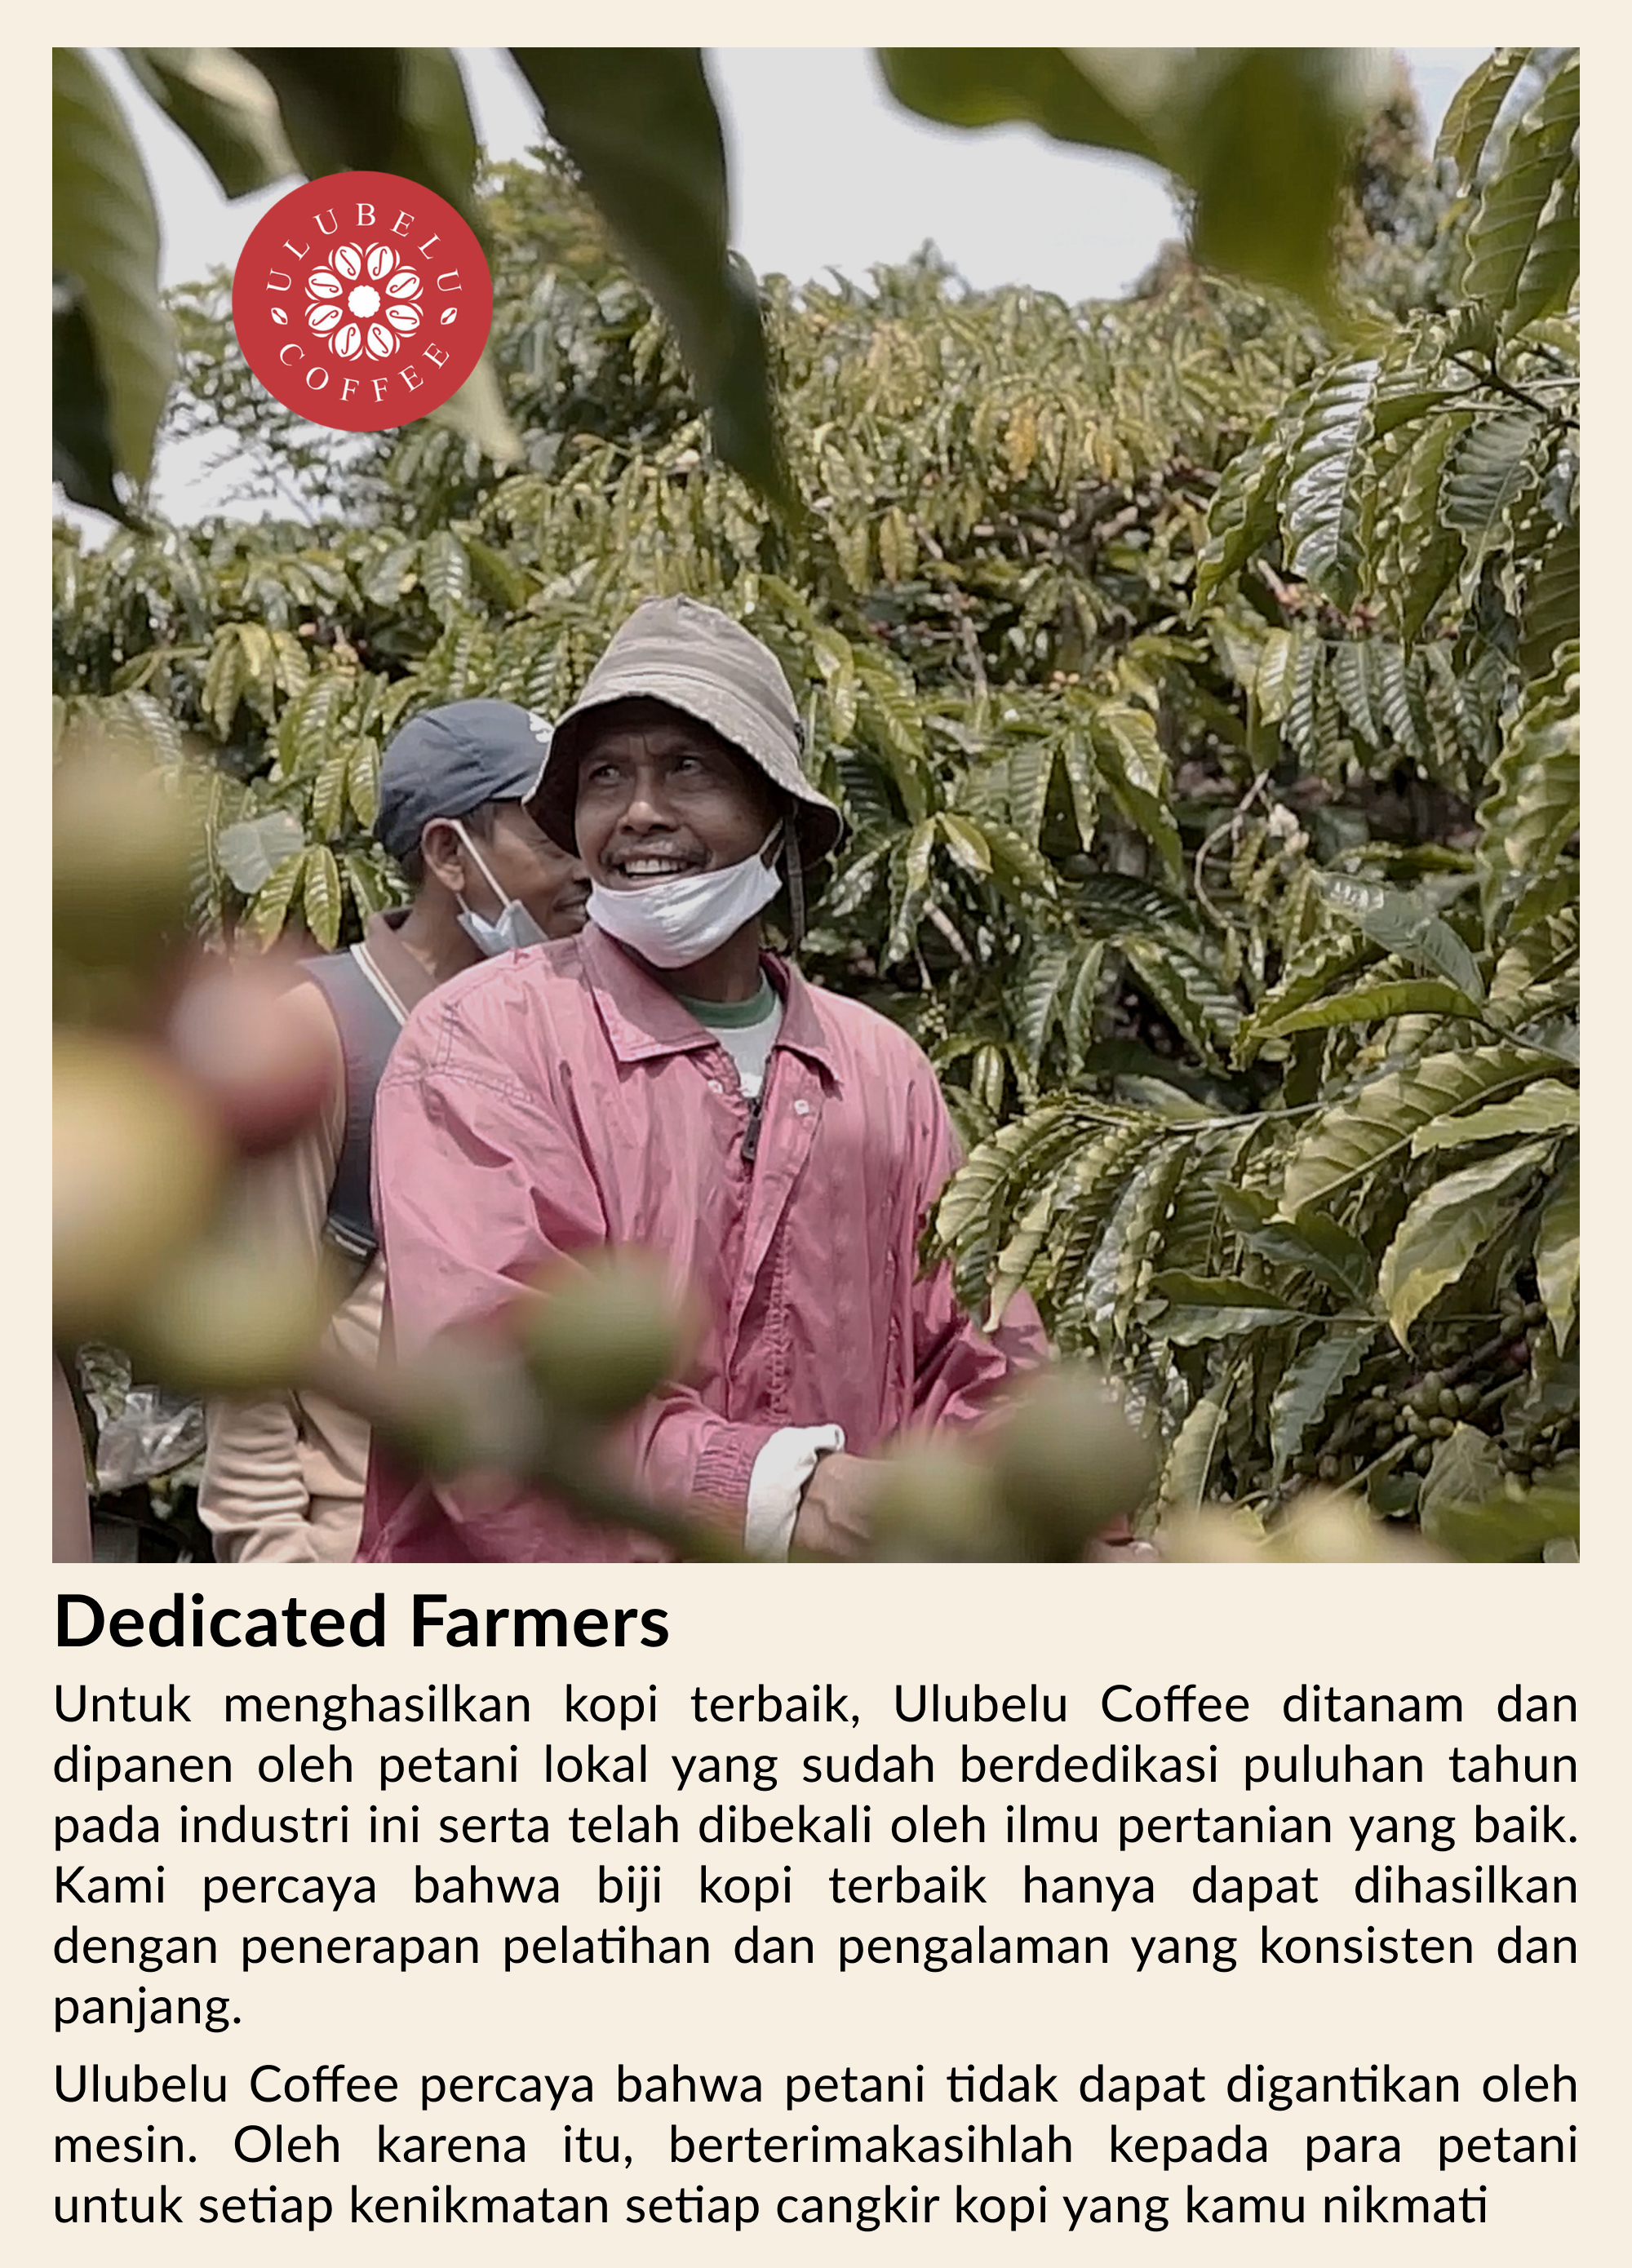 ULUBELU
COFFEE
Dedicated Farmers
Untuk menghasilkan kopi terbaik, Ulubelu Coffee ditanam dan
dipanen oleh petani lokal yang sudah berdedikasi puluhan tahun
pada industri ini serta telah dibekali oleh ilmu pertanian yang baik.
Kami percaya bahwa biji kopi terbaik hanya dapat dihasilkan
dengan penerapan pelatihan dan pengalaman yang konsisten dan
panjang.
Ulubelu Coffee percaya bahwa petani tidak dapat digantikan oleh
mesin. Oleh karena itu, berterimakasihlah kepada para petani
untuk setiap kenikmatan setiap cangkir kopi yang kamu nikmati